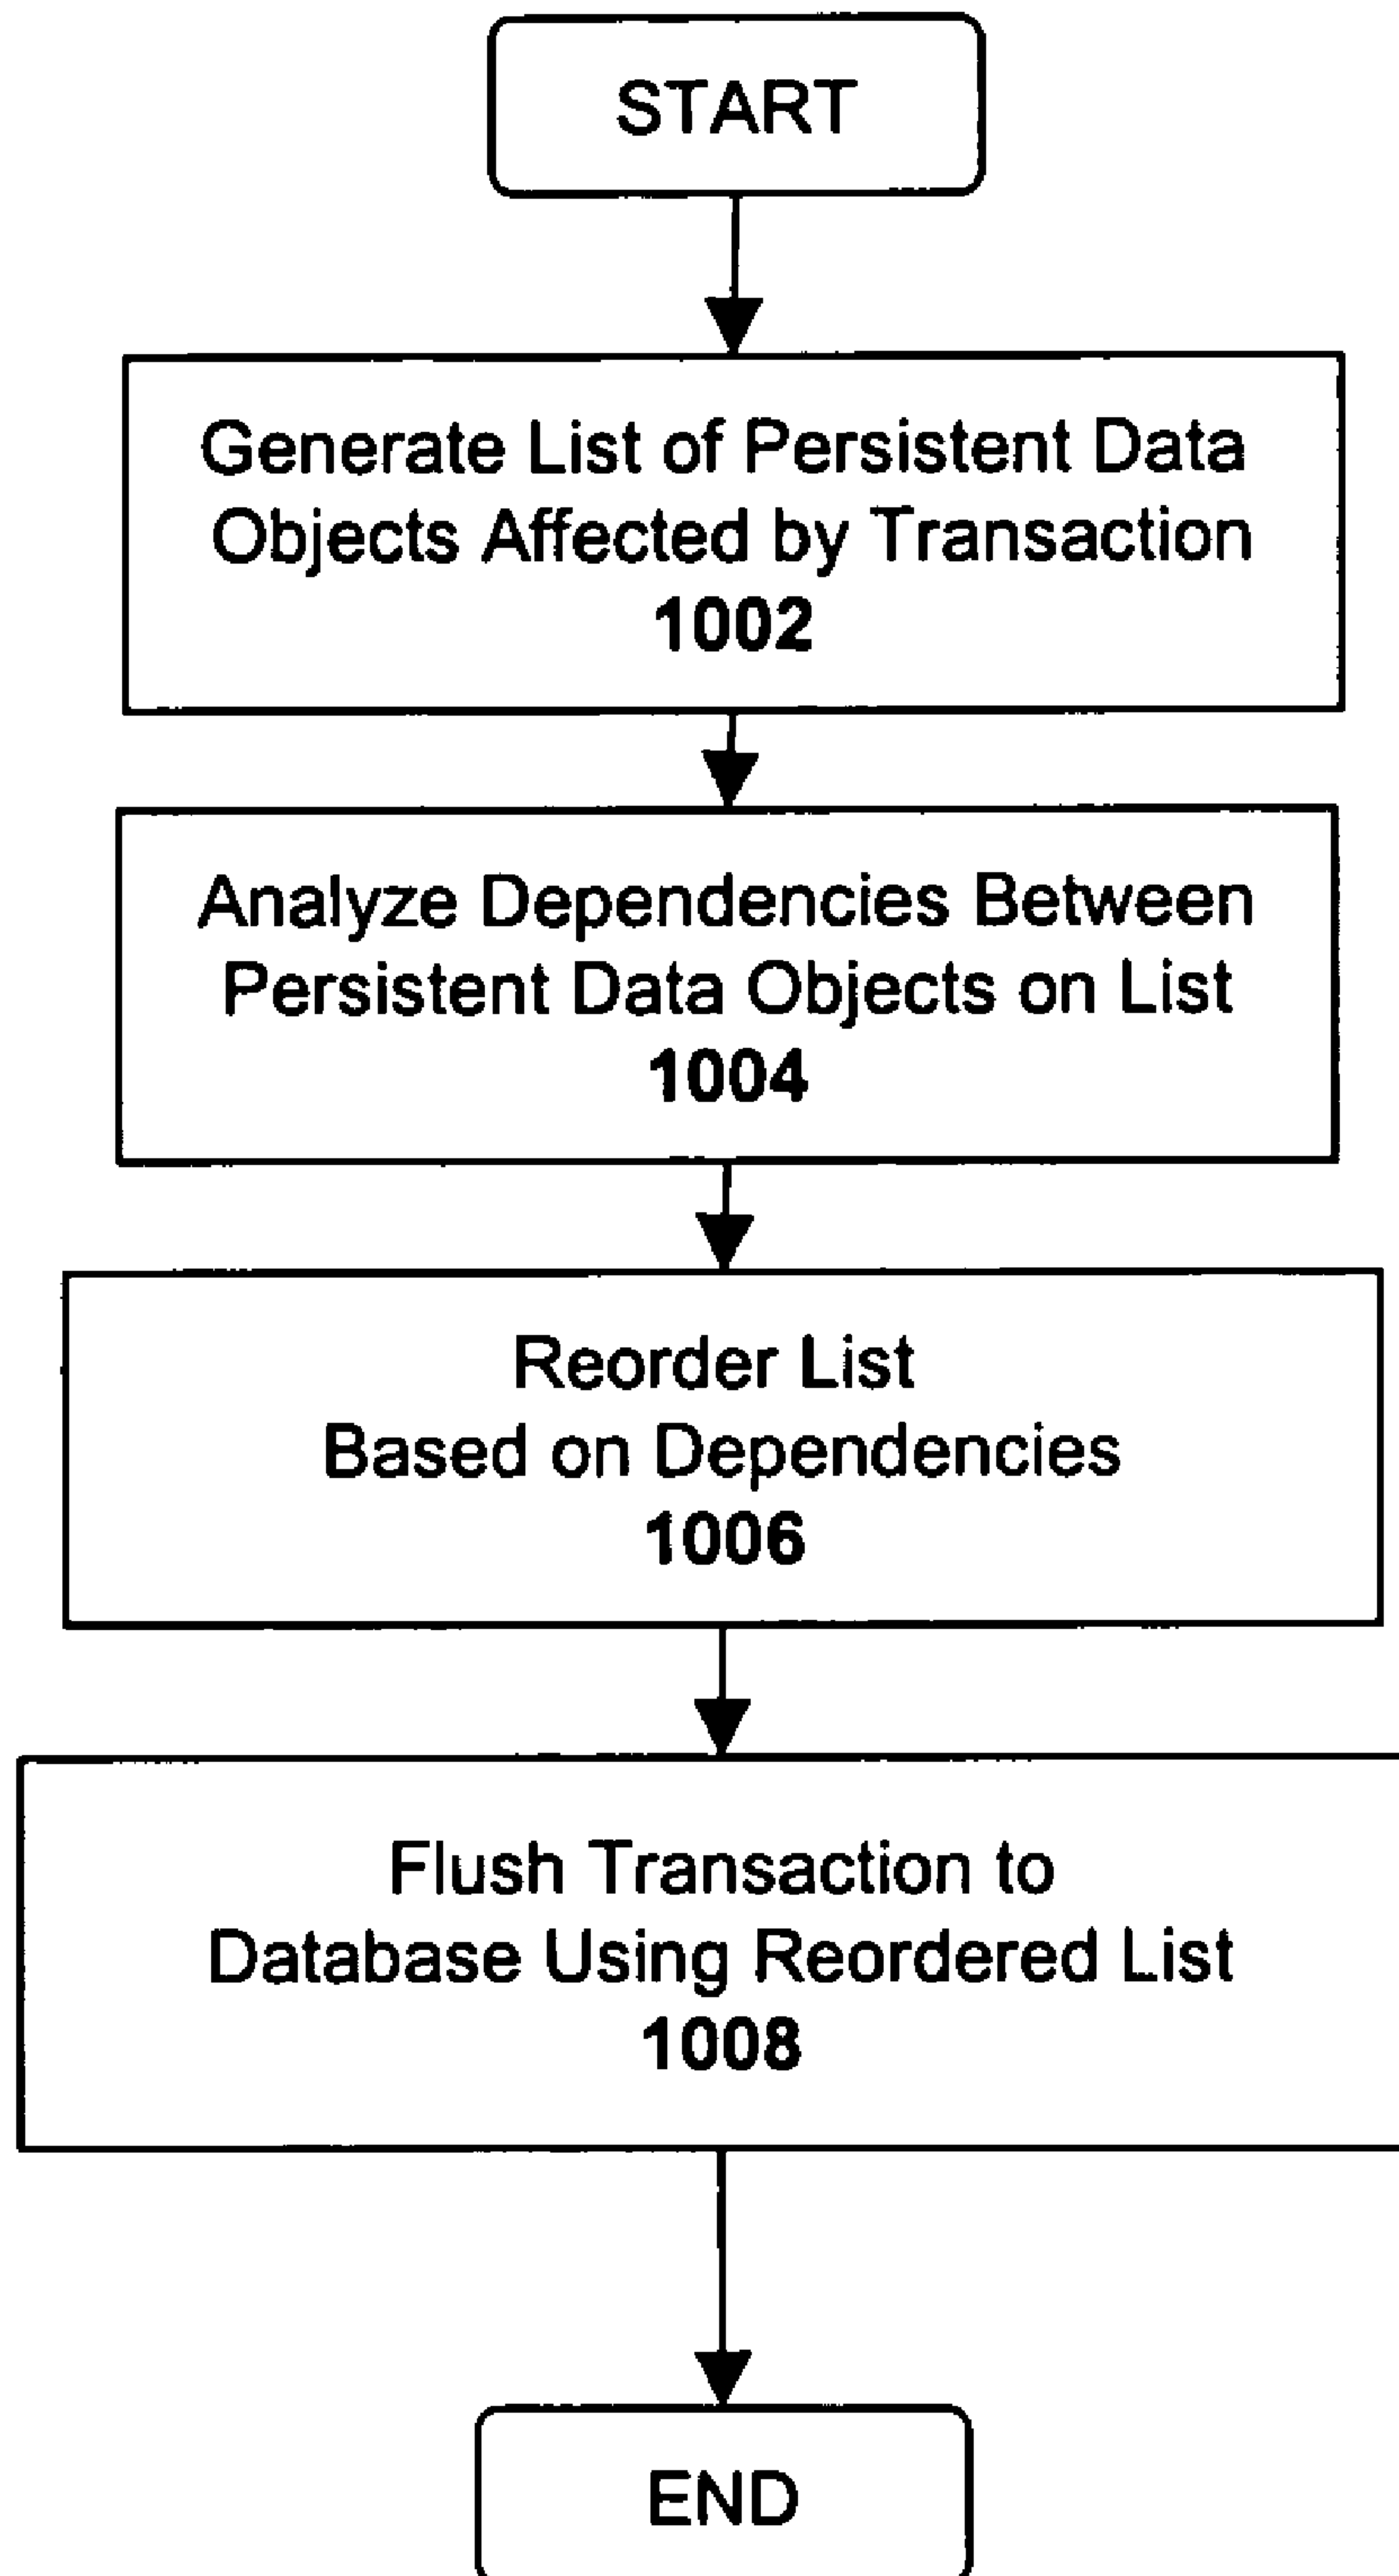 START
Generate List of Persistent Data
Objects Affected by Transaction
1002
Analyze Dependencies Between
Persistent Data Objects on List
1004
Reorder List
Based on Dependencies
1006
Flush Transaction to
Database Using Reordered List
1008
END